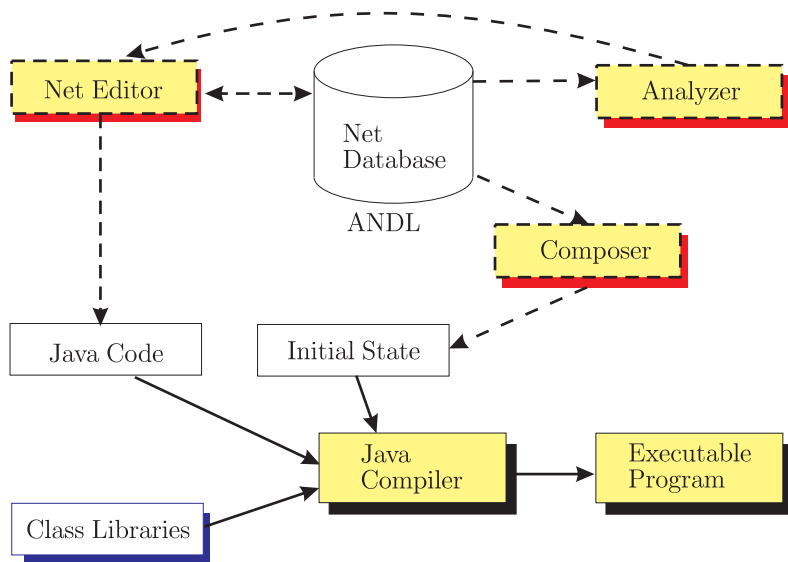 Net Editor
Net
Database
ANDL
Analyzer
Composer
Java Code
Initial State
Java
Compiler
Executable
Program
Class Libraries